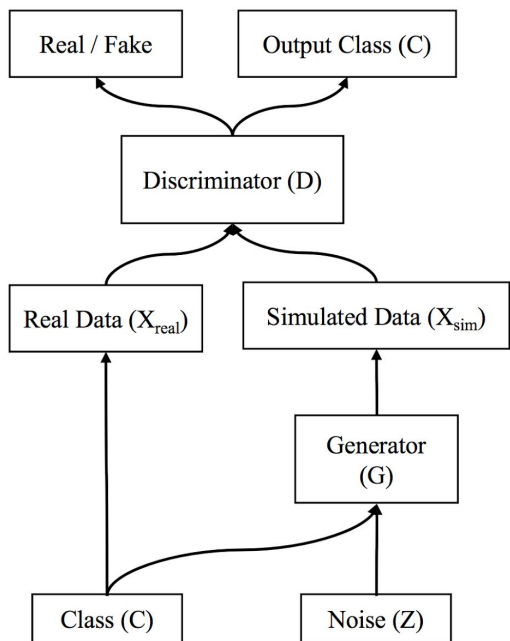 Real / Fake
Output Class (C)
Discriminator (D)
Real Data (Xreal)
Simulated Data (Xsim)
Generator
(G)
Class (C)
Noise (Z)